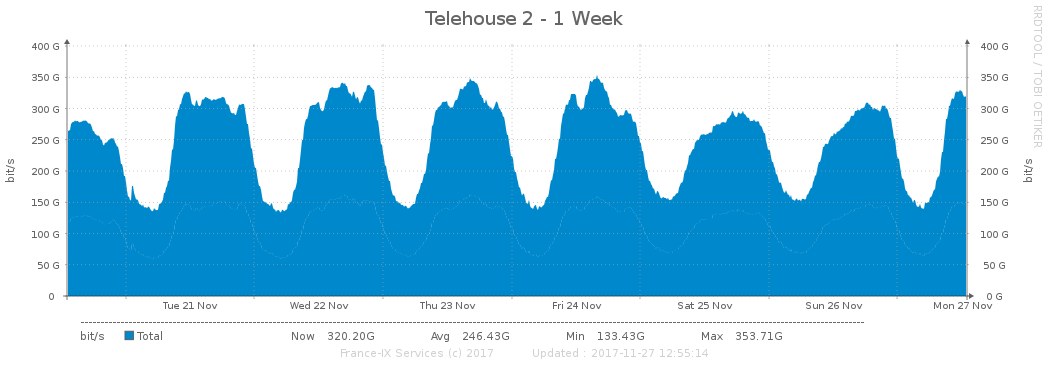 Telehouse 2 - 1 Week
RRDTOOL / TOBI OETIKER
400 G 400 G
350 G 350 G
300 G 300 G
250 G 250 G
200 G 200 G
150 G 150 G
100 G 100 G
50 G 50 G
0 0 G
bit/s
bit/s
Tue 21 Nov Wed 22 Nov Thu 23 Nov Fri 24 Nov Sat 25 Nov Sun 26 Nov Mon 27 Nov
bit/s Total Now 320.20G Avg 246.43G Min 133.43G Max 353.71G
France-IX Services (c) 2017 Updated : 2017-11-27 12:55:14